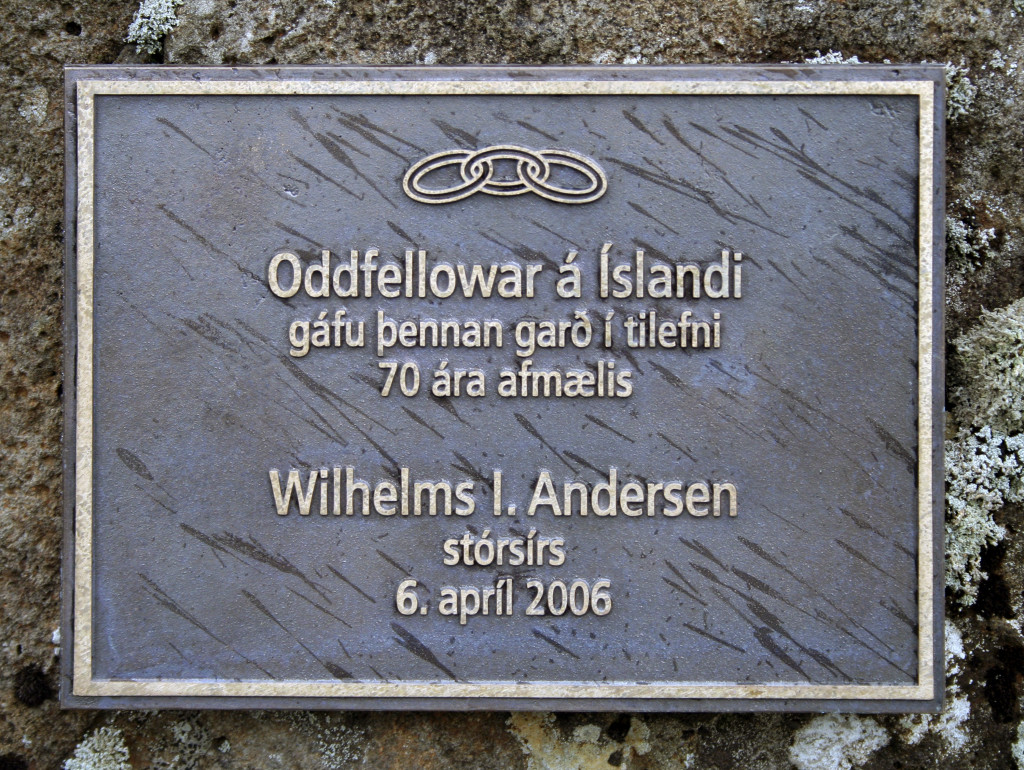 Oddfellowar á Íslandi
gáfu þennan garð í tilefni
70 ára afmælis
Wilhelms I. Andersen
stórsírs
6. apríl 2006